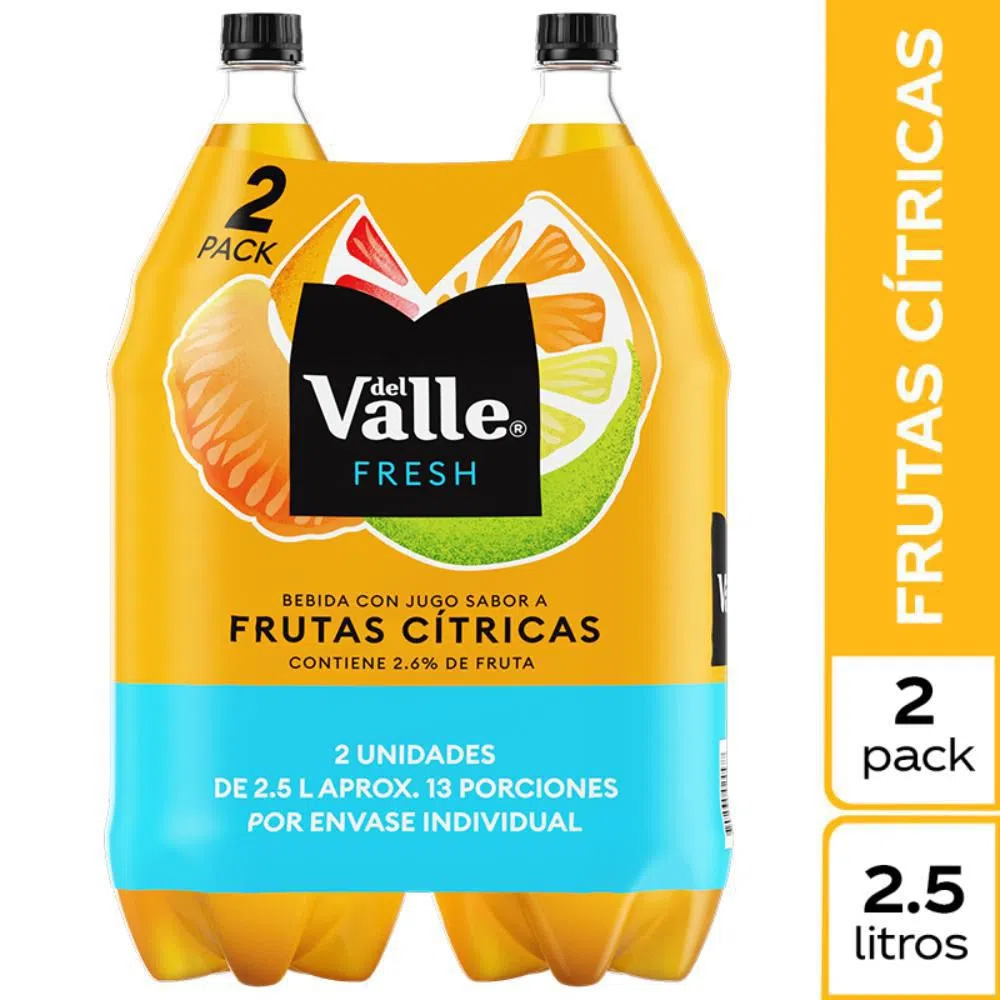 2
PACK
del
Valle®
FRESH
BEBIDA CON JUGO SABOR A
FRUTAS CÍTRICAS
CONTIENE 2.6% DE FRUTA
2 UNIDADES
DE 2.5 L APROX. 13 PORCIONES
POR ENVASE INDIVIDUAL
FRUTAS CÍTRICAS
2
pack
2.5
litros